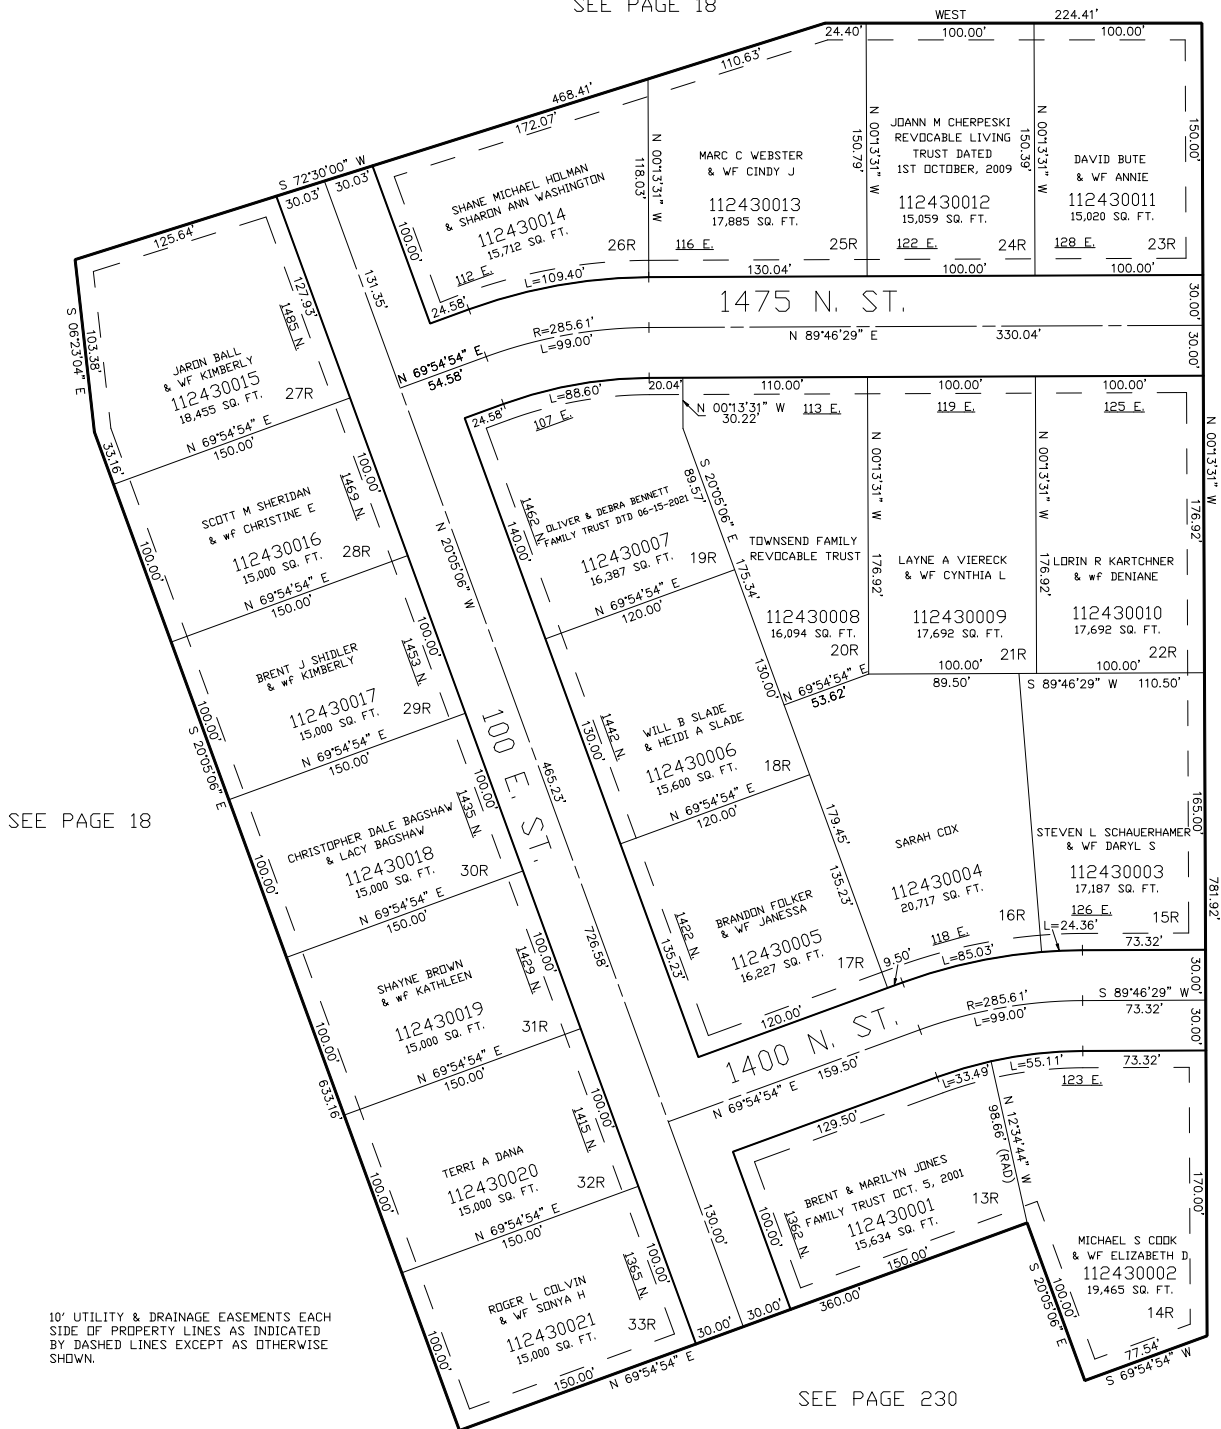 SEE PAGE 18
WEST
224.41'
24.40'
100.00'
100.00'
110.63'
468.41'
172.07'
S 72°30'00" W
30.03'
30.03'
125.64'
N 00°13'31" W
118.03'
MARC C WEBSTER
& WF CINDY J
112430013
17,885 SQ. FT.
116 E.
25R
130.04'
N 00°13'31" W
150.79'
JOANN M CHERPESKI
REVOCABLE LIVING
TRUST DATED
1ST OCTOBER, 2009
112430012
15,059 SQ. FT.
122 E.
24R
100.00'
150.39'
N 00°13'31" W
DAVID BUTE
& WF ANNIE
112430011
15,020 SQ. FT.
128 E.
23R
100.00'
150.00'
SHANE MICHAEL HOLMAN
& SHARON ANN WASHINGTON
112430014
15,712 SQ. FT.
26R
112 E.
100.00'
24.58'
L=109.40'
1475 N. ST.
30.00'
30.00'
R=285.61'
L=99.00'
N 89°46'29" E
330.04'
N 69°54'54" E
54.58'
131.35'
127.93'
1485 N.
S 06°23'04" E
103.38'
33.16'
JARON BALL
& WF KIMBERLY
112430015
18,455 SQ. FT.
27R
N 69°54'54" E
150.00'
24.58'
L=88.60'
107 E.
20.04'
110.00'
N 00°13'31" W
30.22'
113 E.
100.00'
119 E.
100.00'
125 E.
N 00°13'31" W
1462 N.
140.00'
OLIVER & DEBRA BENNETT
FAMILY TRUST DTD 06-15-2021
112430007
16,387 SQ. FT.
19R
N 69°54'54" E
120.00'
S 20°05'06" E
89.57'
175.34'
TOWNSEND FAMILY
REVOCABLE TRUST
112430008
16,094 SQ. FT.
20R
130.00'
N 69°54'54" E
53.62'
N 00°13'31" W
176.92'
LAYNE A VIERECK
& WF CYNTHIA L
112430009
17,692 SQ. FT.
21R
100.00'
N 00°13'31" W
176.92'
LORIN R KARTCHNER
& wf DENIANE
112430010
17,692 SQ. FT.
22R
100.00'
176.92'
SCOTT M SHERIDAN
& wf CHRISTINE E
112430016
15,000 SQ. FT.
28R
1469 N.
100.00'
100.00'
N 69°54'54" E
150.00'
N 20°05'06" W
BRENT J SHIDLER
& wf KIMBERLY
112430017
15,000 SQ. FT.
29R
1453 N.
100.00'
100.00'
S 20°05'06" E
N 69°54'54" E
150.00'
100 E. ST.
465.23'
726.58'
WILL B SLADE
& HEIDI A SLADE
112430006
15,600 SQ. FT.
18R
1442 N.
130.00'
N 69°54'54" E
120.00'
89.50'
S 89°46'29" W
110.50'
SEE PAGE 18
CHRISTOPHER DALE BAGSHAW
& LACY BAGSHAW
112430018
15,000 SQ. FT.
30R
1435 N.
100.00'
100.00'
N 69°54'54" E
150.00'
179.45'
135.23'
SARAH COX
112430004
20,717 SQ. FT.
16R
118 E.
9.50'
L=85.03'
STEVEN L SCHAUERHAMER
& WF DARYL S
112430003
17,187 SQ. FT.
126 E.
15R
L=24.36'
73.32'
165.00'
781.92'
BRANDON FOLKER
& WF JANESSA
112430005
16,227 SQ. FT.
17R
1422 N.
135.23'
120.00'
SHAYNE BROWN
& wf KATHLEEN
112430019
15,000 SQ. FT.
31R
1429 N.
100.00'
100.00'
N 69°54'54" E
150.00'
633.16'
1400 N. ST.
N 69°54'54" E
159.50'
R=285.61'
L=99.00'
S 89°46'29" W
73.32'
30.00'
30.00'
TERRI A DANA
112430020
15,000 SQ. FT.
32R
1415 N.
100.00'
100.00'
N 69°54'54" E
150.00'
129.50'
L=33.49'
L=55.11'
73.32'
123 E.
N 12°34'44" W
98.66' (RAD)
BRENT & MARILYN JONES
FAMILY TRUST OCT. 5, 2001
112430001
15,634 SQ. FT.
13R
1362 N.
100.00'
150.00'
130.00'
170.00'
MICHAEL S COOK
& WF ELIZABETH D
112430002
19,465 SQ. FT.
14R
100.00'
S 20°05'06" E
77.54'
S 69°54'54" W
ROGER L COLVIN
& WF SONYA H
112430021
15,000 SQ. FT.
33R
1365 N.
100.00'
100.00'
150.00'
N 69°54'54" E
30.00'
30.00'
360.00'
10' UTILITY & DRAINAGE EASEMENTS EACH
SIDE OF PROPERTY LINES AS INDICATED
BY DASHED LINES EXCEPT AS OTHERWISE
SHOWN.
SEE PAGE 230